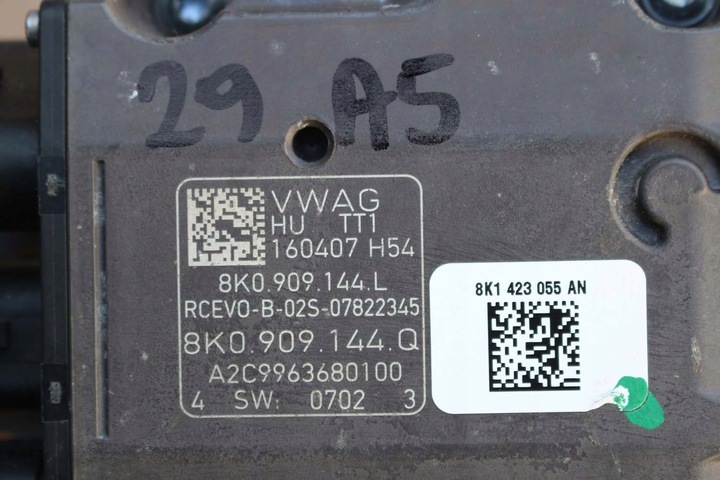 29 A5
VWAG
HU TT1
160407 H54
8K0.909.144.L
RCEVO-B-02S-07822345
8K0.909.144.Q
A2C9963680100
4 SW: 0702 3
8K1 423 055 AN